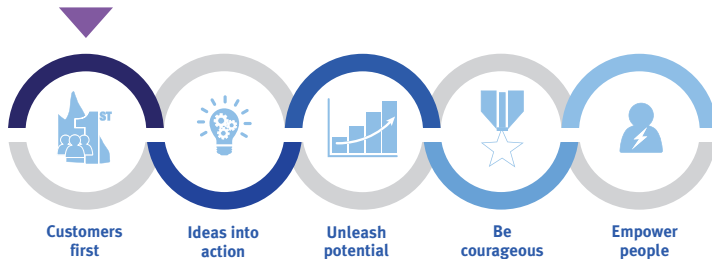 ST
Customers
first
Ideas into
action
Unleash
potential
Be
courageous
Empower
people